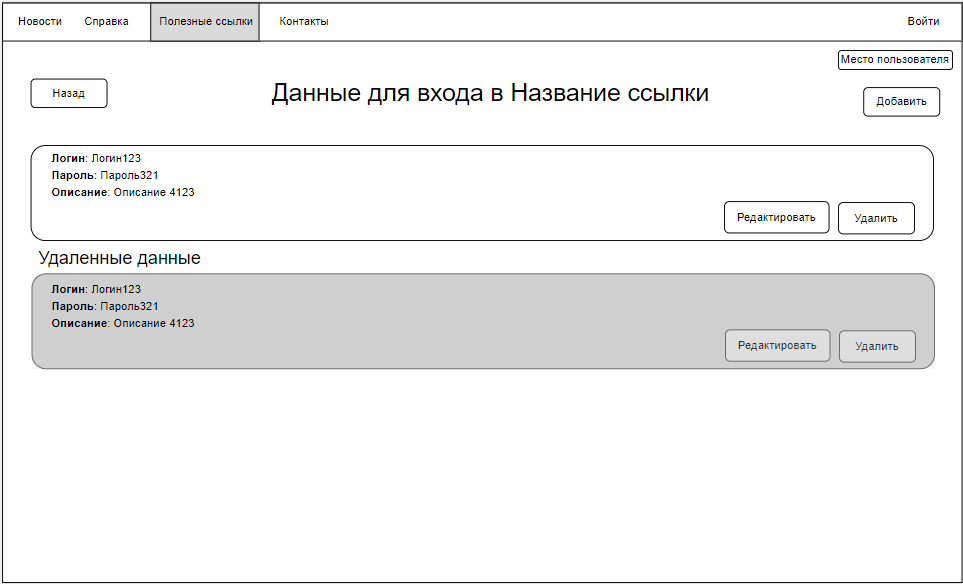 Новости Справка Полезные ссылки Контакты Войти
Место пользователя
Назад Данные для входа в Название ссылки Добавить
Логин: Логин123
Пароль: Пароль321
Описание: Описание 4123
Редактировать Удалить
Удаленные данные
Логин: Логин123
Пароль: Пароль321
Описание: Описание 4123
Редактировать Удалить